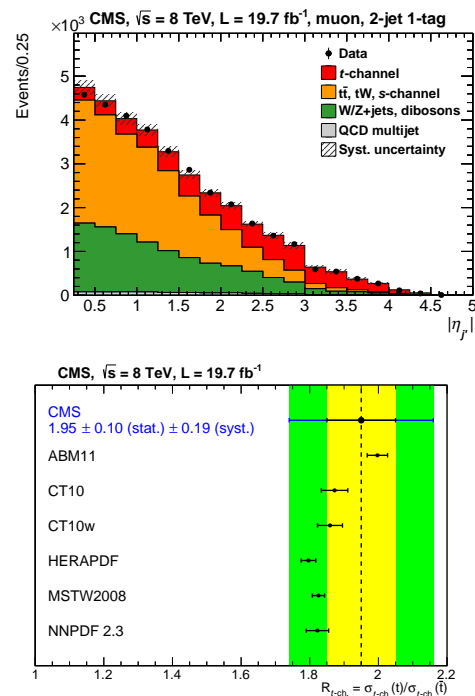 CMS, √s = 8 TeV, L = 19.7 fb⁻¹, muon, 2-jet 1-tag
×10³
Events/0.25
6
5
4
3
2
1
0
Data
t-channel
tt̄, tW, s-channel
W/Z+jets, dibosons
QCD multijet
Syst. uncertainty
0.5 1 1.5 2 2.5 3 3.5 4 4.5 5
|η_j'|
CMS, √s = 8 TeV, L = 19.7 fb⁻¹
CMS
1.95 ± 0.10 (stat.) ± 0.19 (syst.)
ABM11
CT10
CT10w
HERAPDF
MSTW2008
NNPDF 2.3
1 1.2 1.4 1.6 1.8 2 2.2
R_t-ch. = σ_t-ch.(t)/σ_t-ch.(t̄)